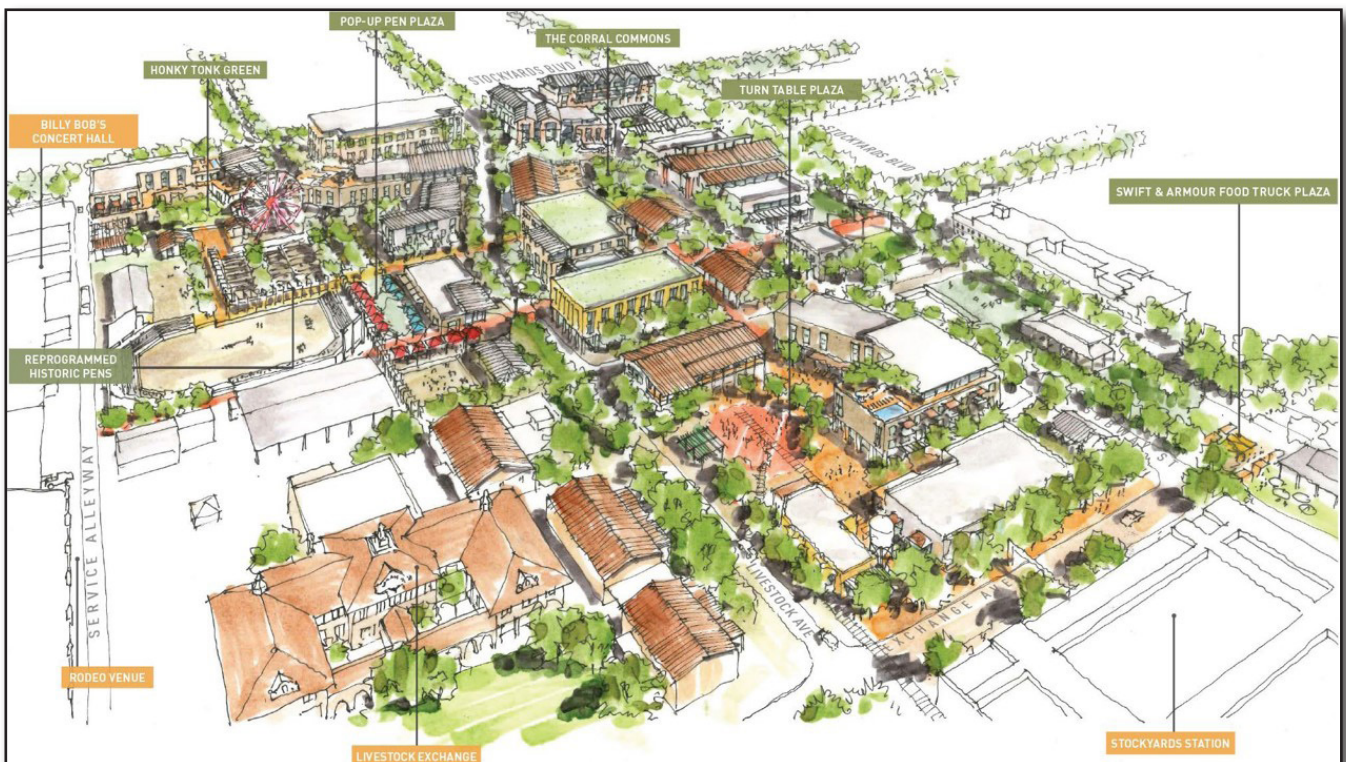 POP-UP PEN PLAZA
THE CORRAL COMMONS
HONKY TONK GREEN
STOCKYARDS BLVD
TURN TABLE PLAZA
BILLY BOB'S
CONCERT HALL
STOCKYARDS BLVD
SWIFT & ARMOUR FOOD TRUCK PLAZA
REPROGRAMMED
HISTORIC PENS
SERVICE ALLEYWAY
LIVESTOCK AVE
EXCHANGE AVE
RODEO VENUE
STOCKYARDS STATION
LIVESTOCK EXCHANGE